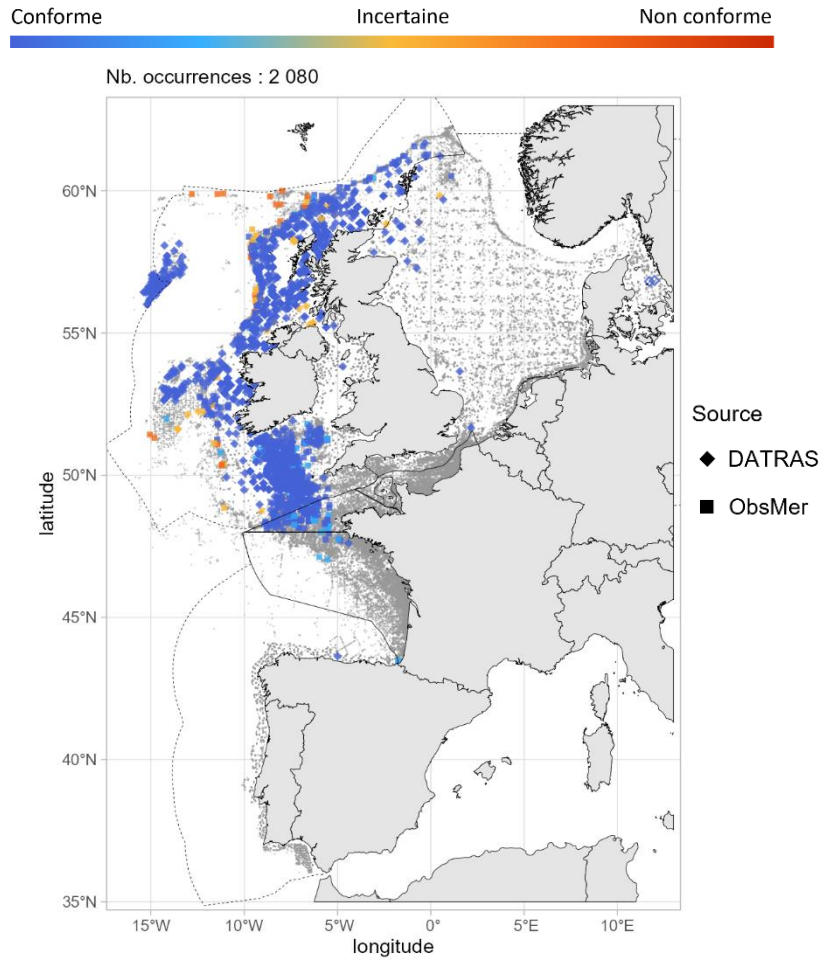 Conforme Incertaine Non conforme
Nb. occurrences : 2 080
60°N
55°N
50°N
45°N
40°N
35°N
latitude
15°W 10°W 5°W 0° 5°E 10°E
longitude
Source
DATRAS
ObsMer